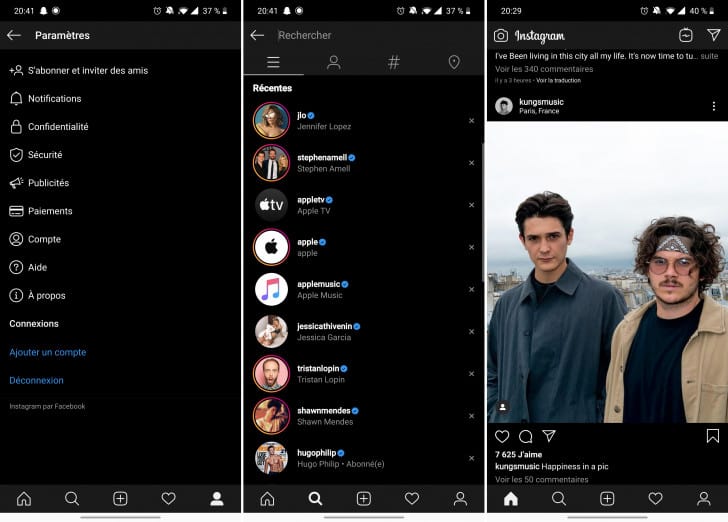 20:41
37 %
Paramètres
S'abonner et inviter des amis
Notifications
Confidentialité
Sécurité
Publicités
Paiements
Compte
Aide
À propos
Connexions
Ajouter un compte
Déconnexion
Instagram par Facebook
20:41
37 %
Rechercher
#
Récentes
jlo
Jennifer Lopez
stephenamell
Stephen Amell
tv
appletv
Apple TV
apple
apple
applemusic
Apple Music
jessicathivenin
Jessica Garcia
tristanlopin
Tristan Lopin
shawnmendes
Shawn Mendes
hugophilip
Hugo Philip • Abonné(e)
20:29
40 %
Instagram
I've Been living in this city all my life. It's now time to tu... suite
Voir les 340 commentaires
il y a 3 heures • Voir la traduction
kungsmusic
Paris, France
7 625 J'aime
kungsmusic Happiness in a pic
Voir les 50 commentaires